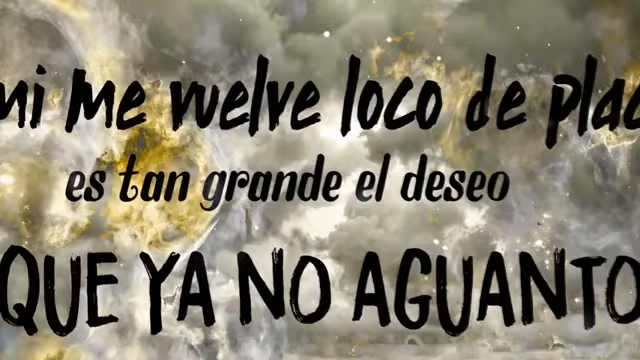 mi me vuelve loco de plac
es tan grande el deseo
QUE YA NO AGUANTO